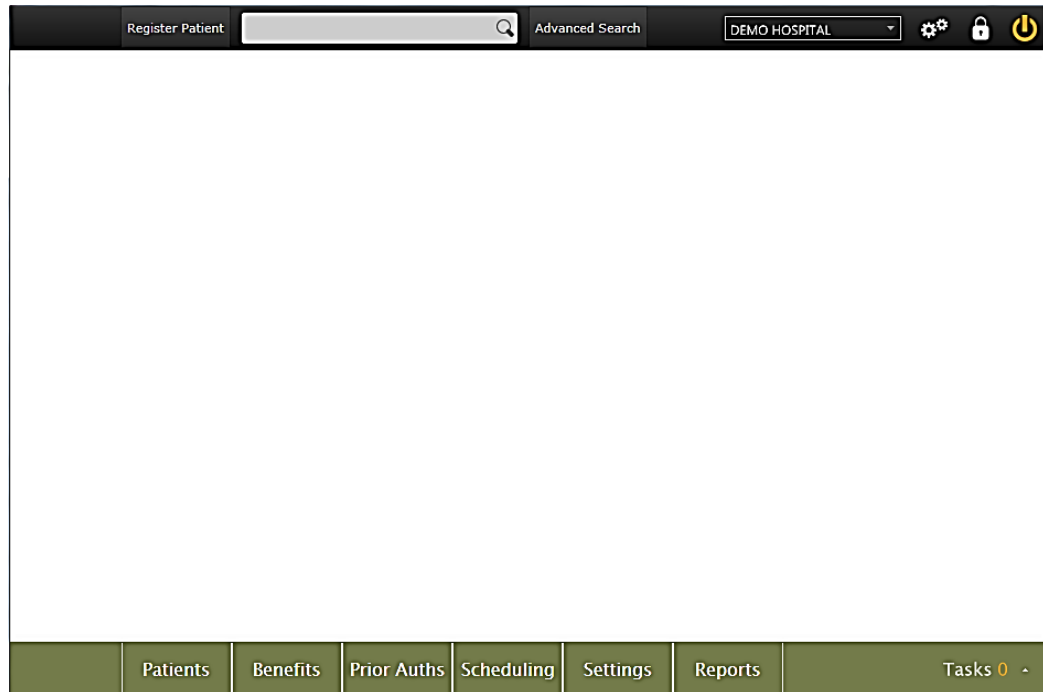 Register Patient Advanced Search DEMO HOSPITAL
Patients Benefits Prior Auths Scheduling Settings Reports Tasks 0